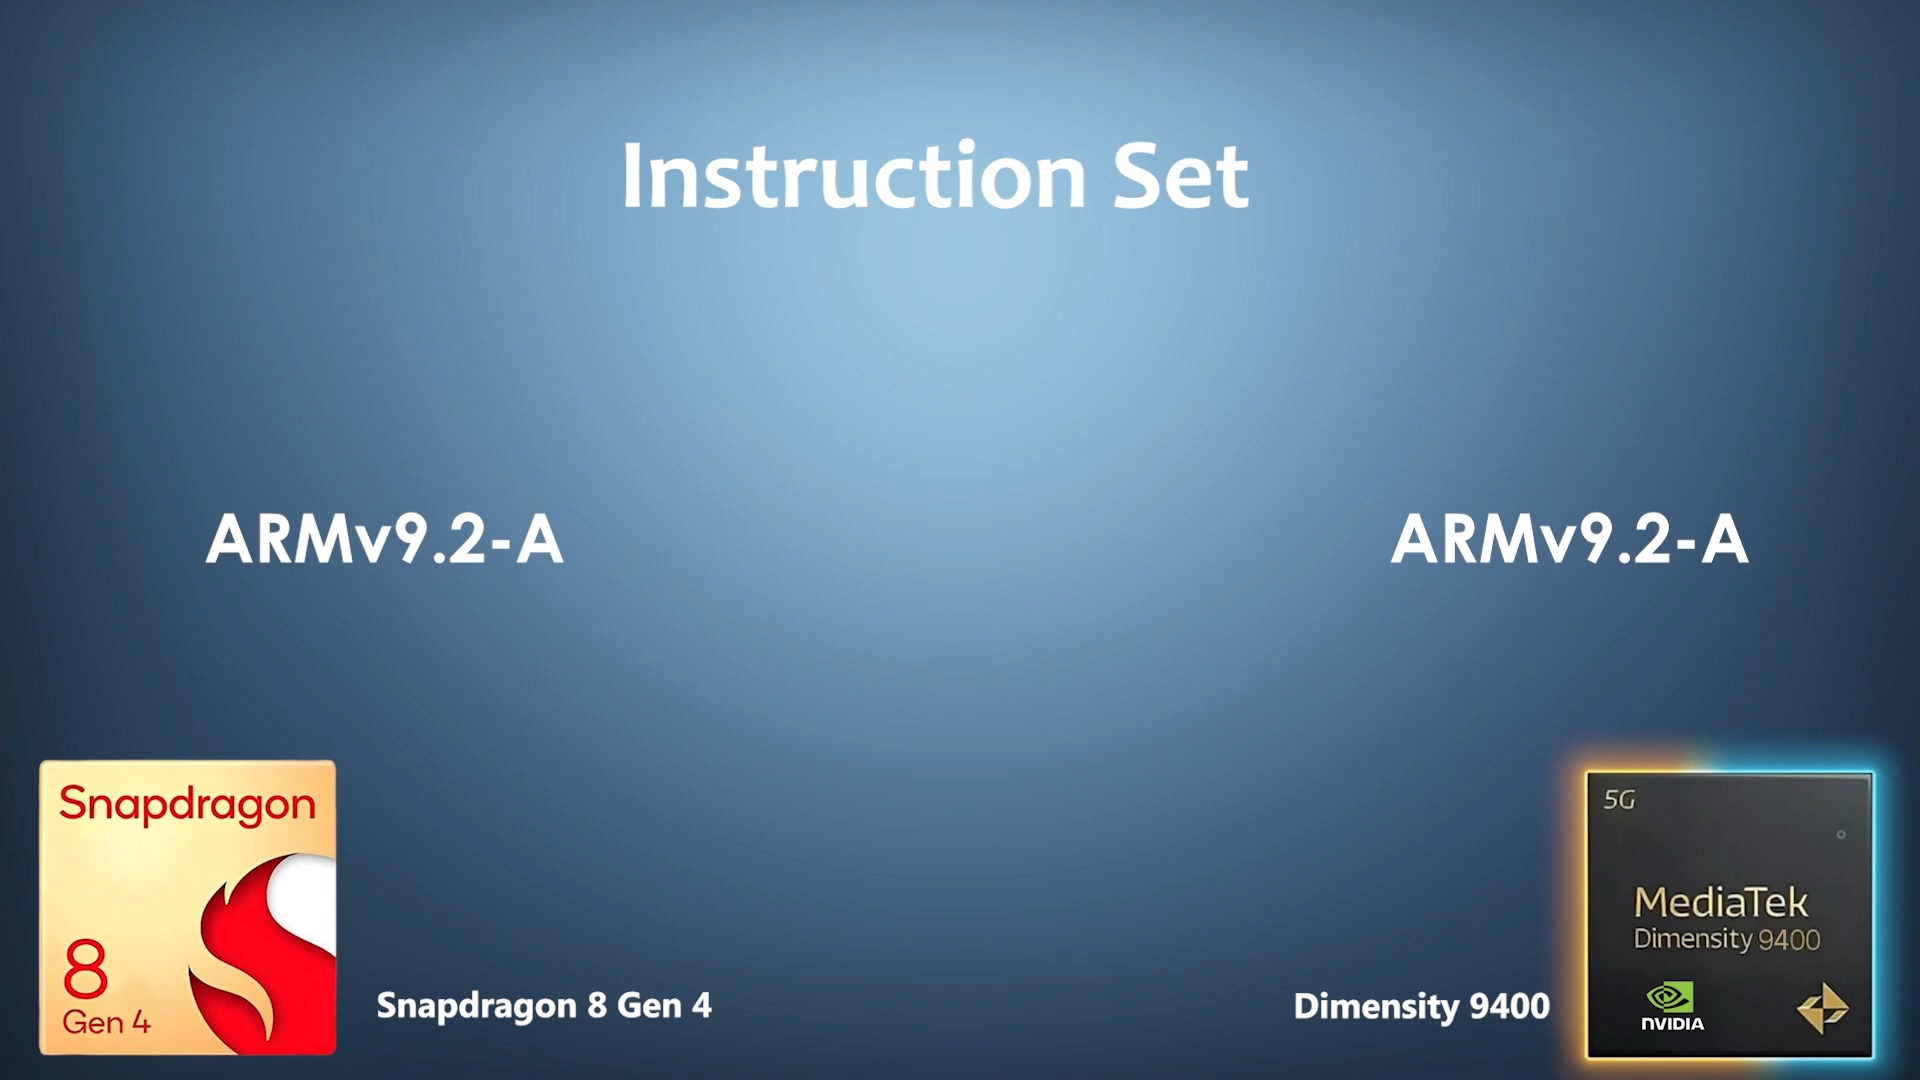 Instruction Set
ARMv9.2-A
ARMv9.2-A
Snapdragon
8
Gen 4
Snapdragon 8 Gen 4
Dimensity 9400
5G
MediaTek
Dimensity 9400
NVIDIA